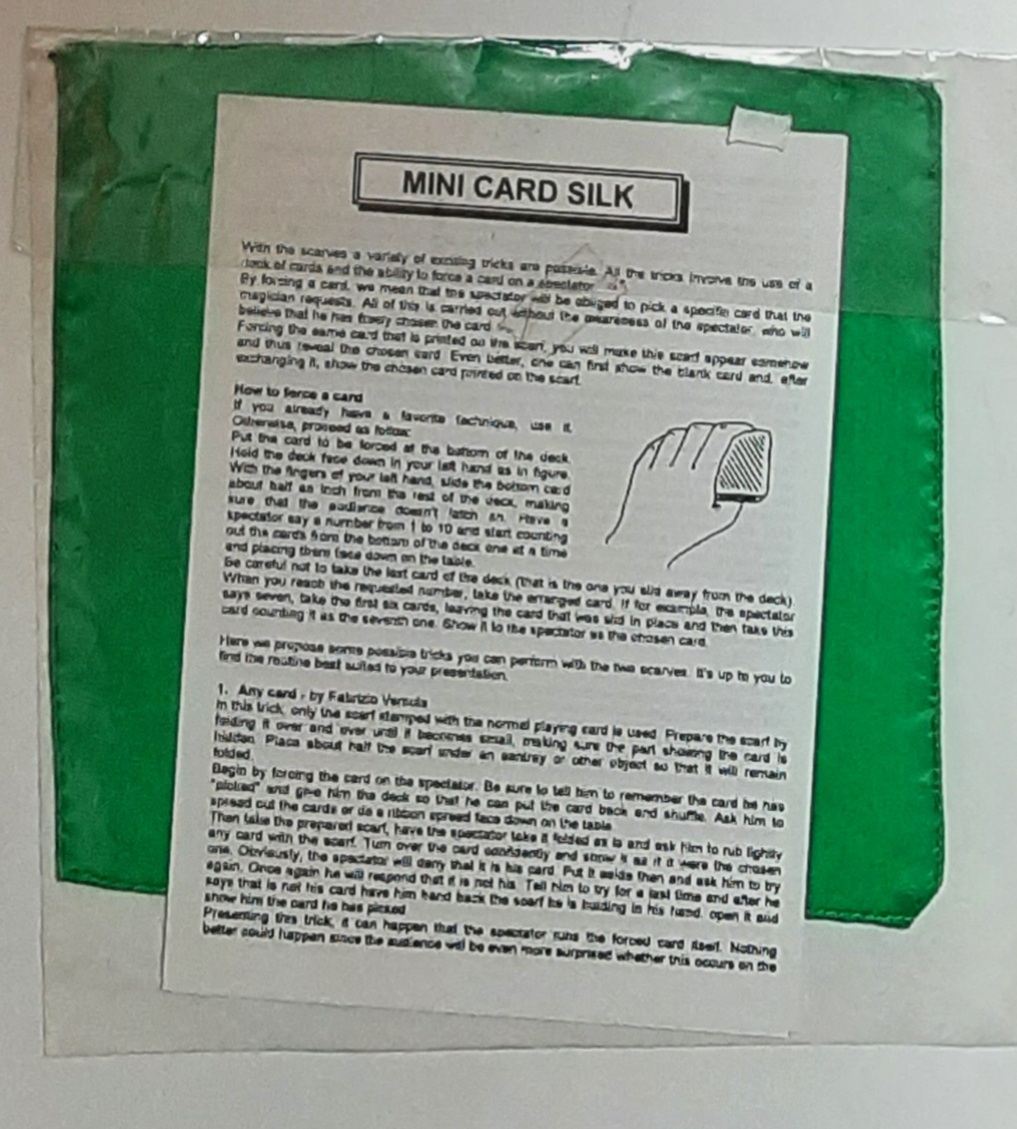 MINI CARD SILK
With the scarves a variety of exciting tricks are possible. All the tricks involve the use of a
deck of cards and the ability to force a card on a spectator
By forcing a card, we mean that the spectator will be obliged to pick a specific card that the
magician requests. All of this is carried out without the awareness of the spectator, who will
believe that he has freely chosen the card
Forcing the same card that is printed on the scarf, you will make this scarf appear somehow
and thus reveal the chosen card. Even better, one can first show the blank card and, after
exchanging it, show the chosen card printed on the scarf.
How to force a card
If you already have a favorite technique, use it.
Otherwise, proceed as follow:
Put the card to be forced at the bottom of the deck.
Hold the deck face down in your left hand as in figure.
With the fingers of your left hand, slide the bottom card
about half an inch from the rest of the deck, making
sure that the audience doesn't latch on. Have a
spectator say a number from 1 to 10 and start counting
out the cards from the bottom of the deck one at a time
and placing them face down on the table.
Be careful not to take the last card of the deck (that is the one you slid away from the deck)
When you reach the requested number, take the arranged card. If for example, the spectator
says seven, take the first six cards, leaving the card that was slid in place and then take this
card counting it as the seventh one. Show it to the spectator as the chosen card.
Here we propose some possible tricks you can perform with the two scarves. It's up to you to
find the routine best suited to your presentation.
1. Any card - by Fabrizio
In this trick, only the scarf stamped with the normal playing card is used. Prepare the scarf by
folding it over and over until it becomes small, making sure the part showing the card is
hidden. Place about half the scarf under an or other object so that it will remain
folded.
Begin by forcing the card on the spectator. Be sure to tell him to remember the card he has
"picked" and give him the deck so that he can put the card back and shuffle. Ask him to
spread out the cards or do a ribbon spread face down on the table.
Then take the prepared scarf, have the spectator take it folded as is and ask him to rub lightly
any card with the scarf. Turn over the card confidently and show it as if it were the chosen
one. Obviously, the spectator will deny that it is his card. Put it aside then and ask him to try
again. Once again he will respond that it is not his. Tell him to try for a last time and after he
says that is not his card have him hand back the scarf he is holding in his hand, open it and
show him the card he has picked
Presenting this trick, it can happen that the spectator runs the forced card itself. Nothing
better could happen since the audience will be even more surprised whether this occurs on the